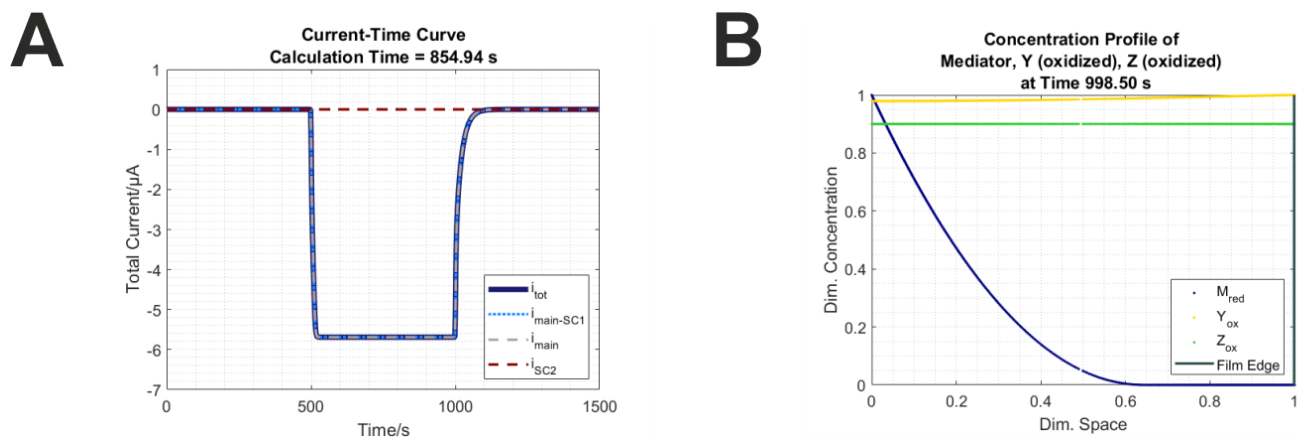 A
Current-Time Curve
Calculation Time = 854.94 s
Total Current/µA
1
0
-1
-2
-3
-4
-5
-6
-7
0
500
1000
1500
Time/s
i_tot
i_main-SC1
i_main
i_SC2
B
Concentration Profile of
Mediator, Y (oxidized), Z (oxidized)
at Time 998.50 s
Dim. Concentration
1
0.8
0.6
0.4
0.2
0
0
0.2
0.4
0.6
0.8
1
Dim. Space
M_red
Y_ox
Z_ox
Film Edge